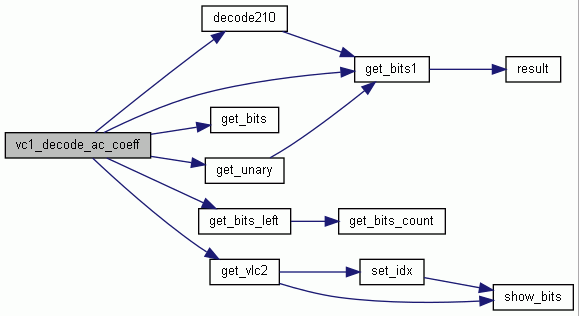 decode210
get_bits1
result
get_bits
vc1_decode_ac_coeff
get_unary
get_bits_left
get_bits_count
get_vlc2
set_idx
show_bits